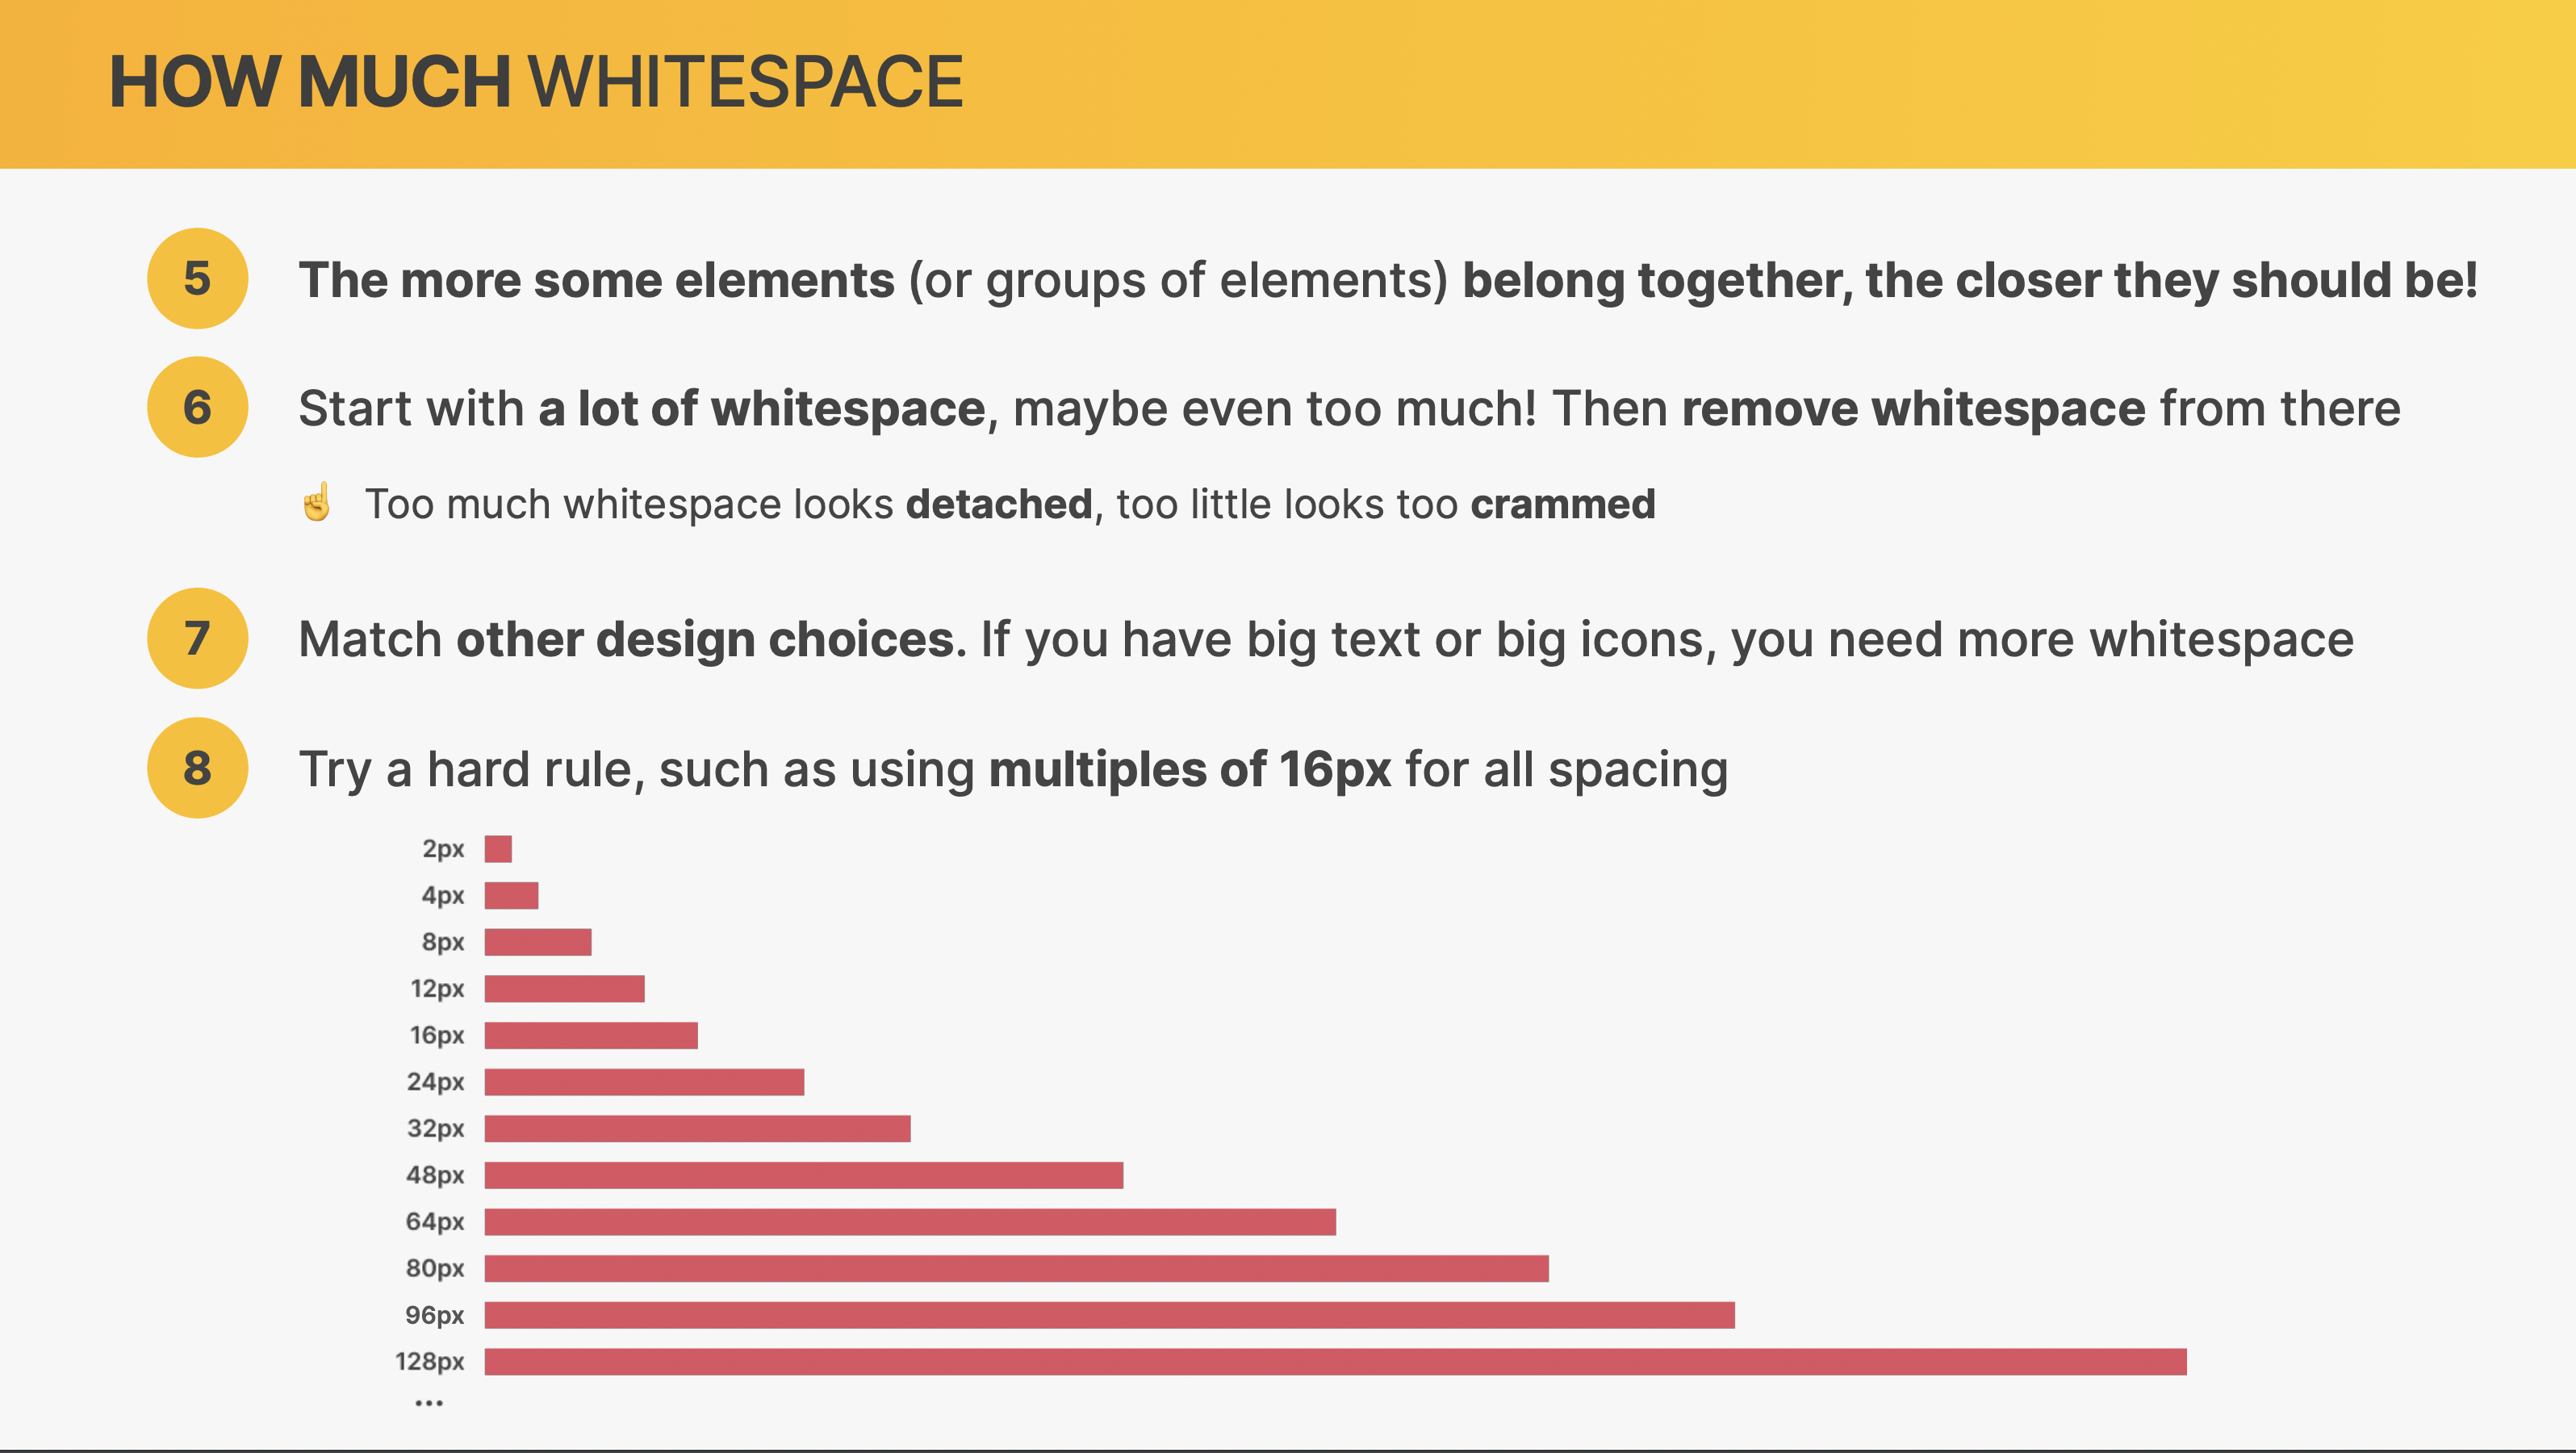 HOW MUCH WHITESPACE
5 The more some elements (or groups of elements) belong together, the closer they should be!
6 Start with a lot of whitespace, maybe even too much! Then remove whitespace from there
☝️ Too much whitespace looks detached, too little looks too crammed
7 Match other design choices. If you have big text or big icons, you need more whitespace
8 Try a hard rule, such as using multiples of 16px for all spacing
2px
4px
8px
12px
16px
24px
32px
48px
64px
80px
96px
128px
...